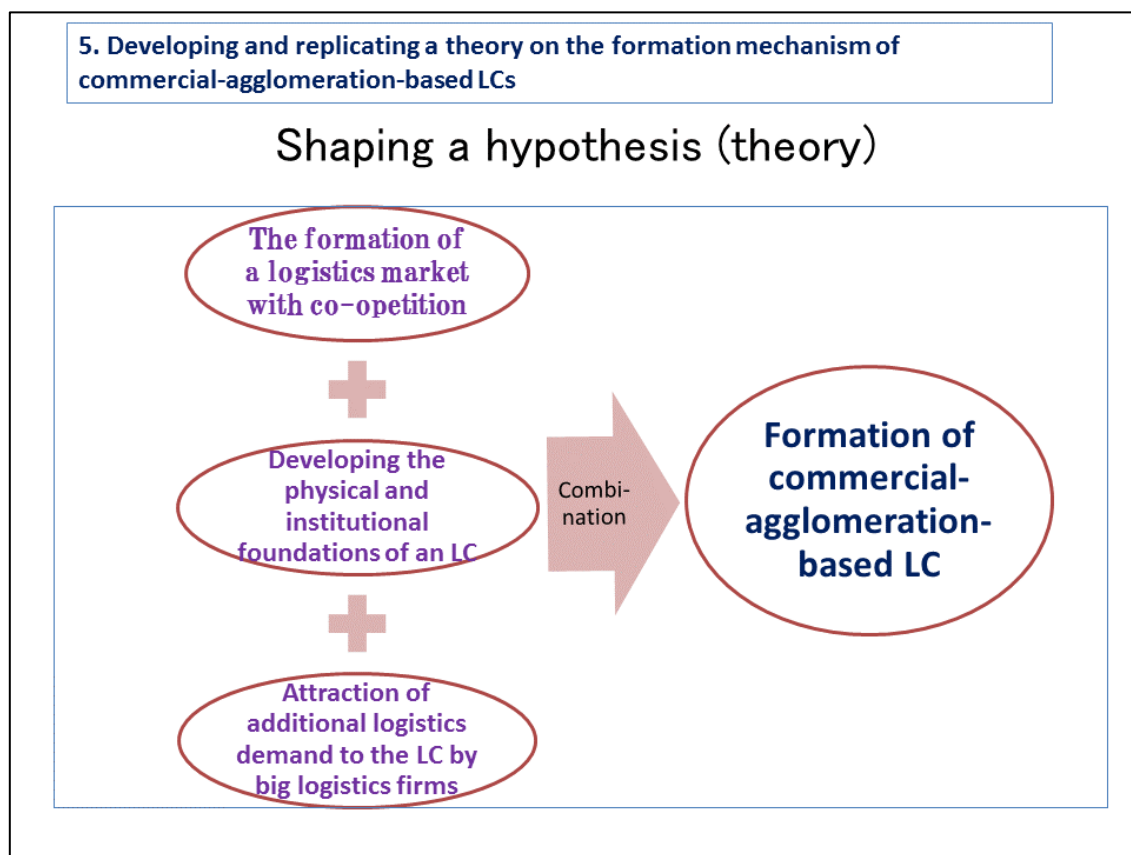 5. Developing and replicating a theory on the formation mechanism of
commercial-agglomeration-based LCs
Shaping a hypothesis (theory)
The formation of
a logistics market
with co-opetition
Developing the
physical and
institutional
foundations of an LC
Attraction of
additional logistics
demand to the LC by
big logistics firms
Combi-
nation
Formation of
commercial-
agglomeration-
based LC